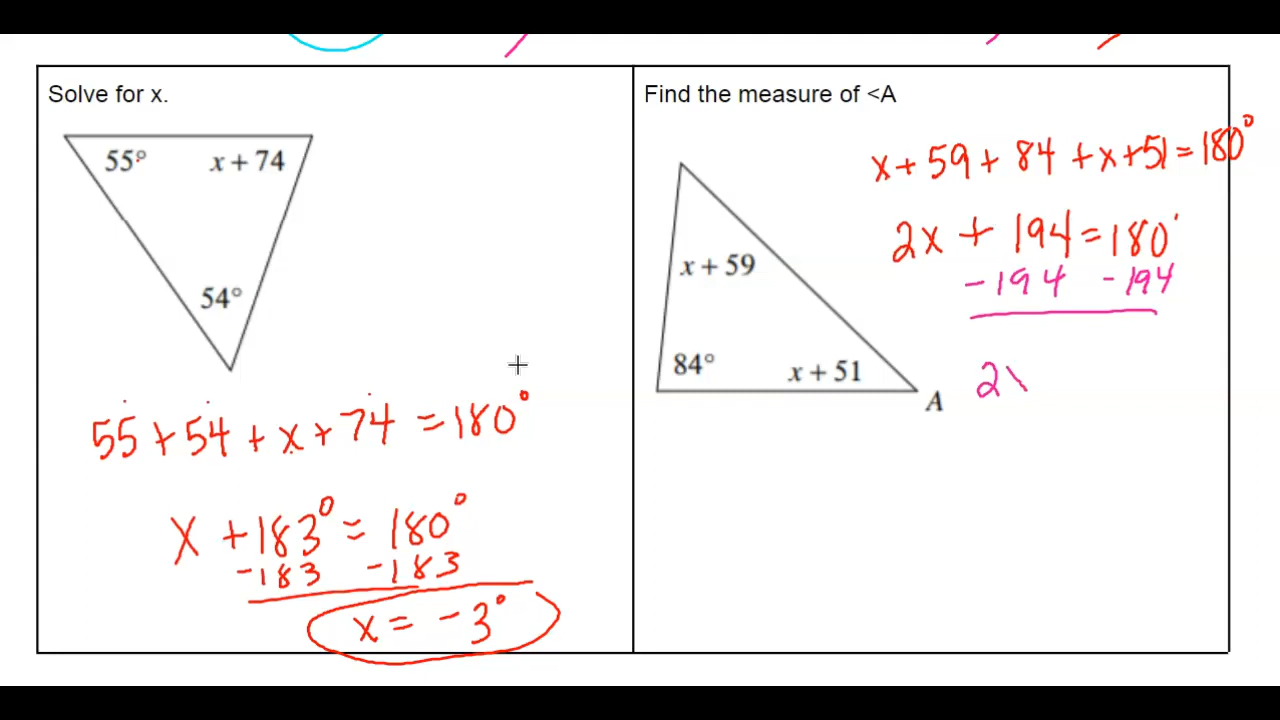 Solve for x.
55°
x + 74
54°
55 + 54 + x + 74 = 180°
x + 183° = 180°
-183 -183
x = -3°
Find the measure of <A
x + 59 + 84 + x + 51 = 180°
2x + 194 = 180°
-194 -194
2x
x + 59
84°
x + 51
A